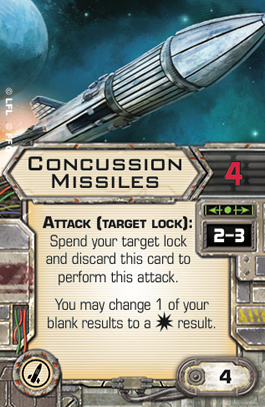 © LFL © FF
Concussion
Missiles
4
Attack (target lock):
2-3
Spend your target lock
and discard this card to
perform this attack.
You may change 1 of your
blank results to a result.
4